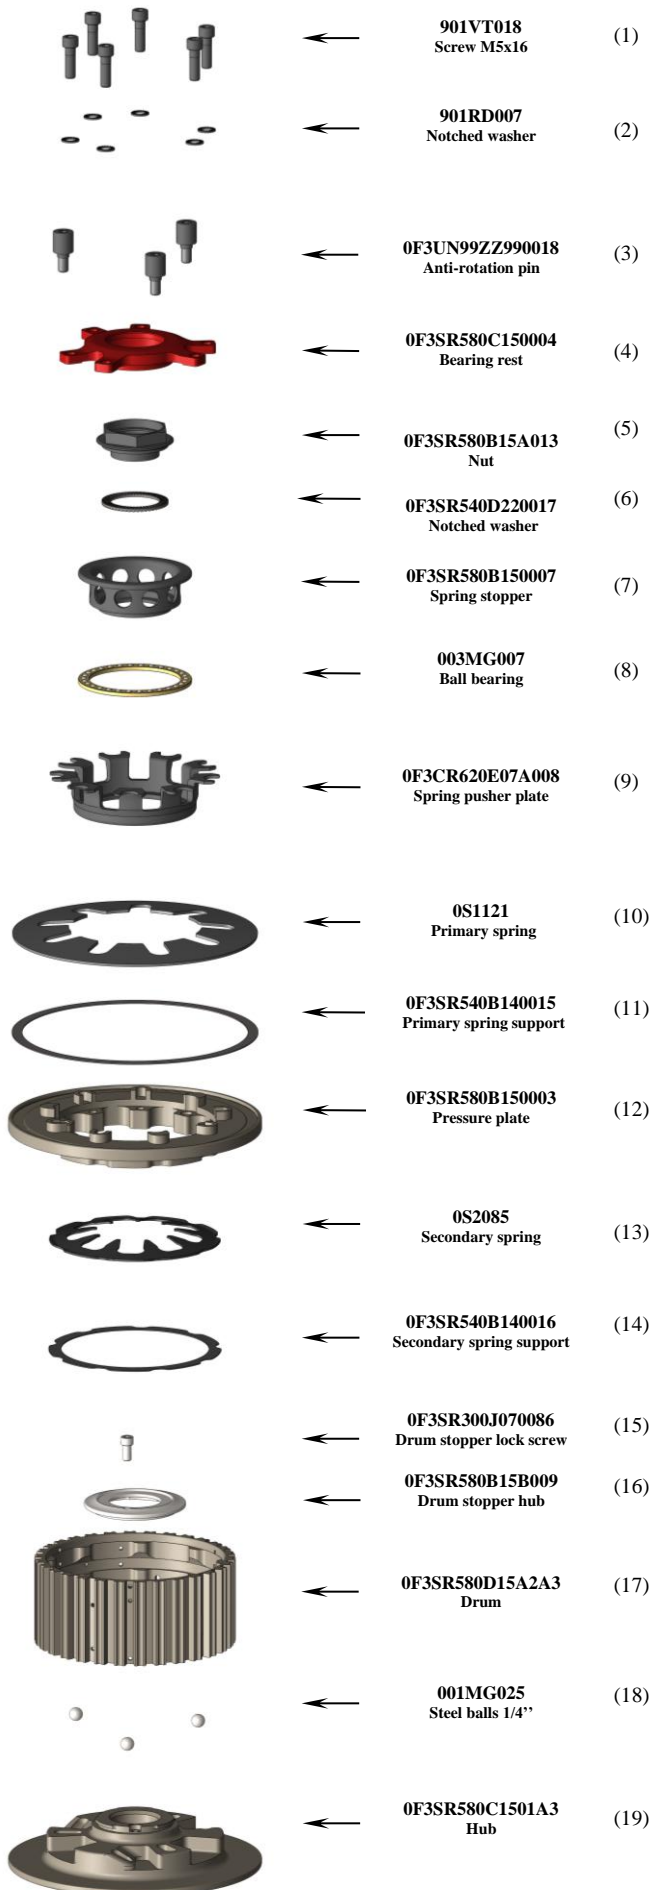 901VT018 (1)
Screw M5x16
901RD007 (2)
Notched washer
0F3UN99ZZ990018 (3)
Anti-rotation pin
0F3SR580C150004 (4)
Bearing rest
0F3SR580B15A013 (5)
Nut
0F3SR540D220017 (6)
Notched washer
0F3SR580B150007 (7)
Spring stopper
003MG007 (8)
Ball bearing
0F3CR620E07A008 (9)
Spring pusher plate
0S1121 (10)
Primary spring
0F3SR540B140015 (11)
Primary spring support
0F3SR580B150003 (12)
Pressure plate
0S2085 (13)
Secondary spring
0F3SR540B140016 (14)
Secondary spring support
0F3SR300J070086 (15)
Drum stopper lock screw
0F3SR580B15B009 (16)
Drum stopper hub
0F3SR580D15A2A3 (17)
Drum
001MG025 (18)
Steel balls 1/4’’
0F3SR580C1501A3 (19)
Hub